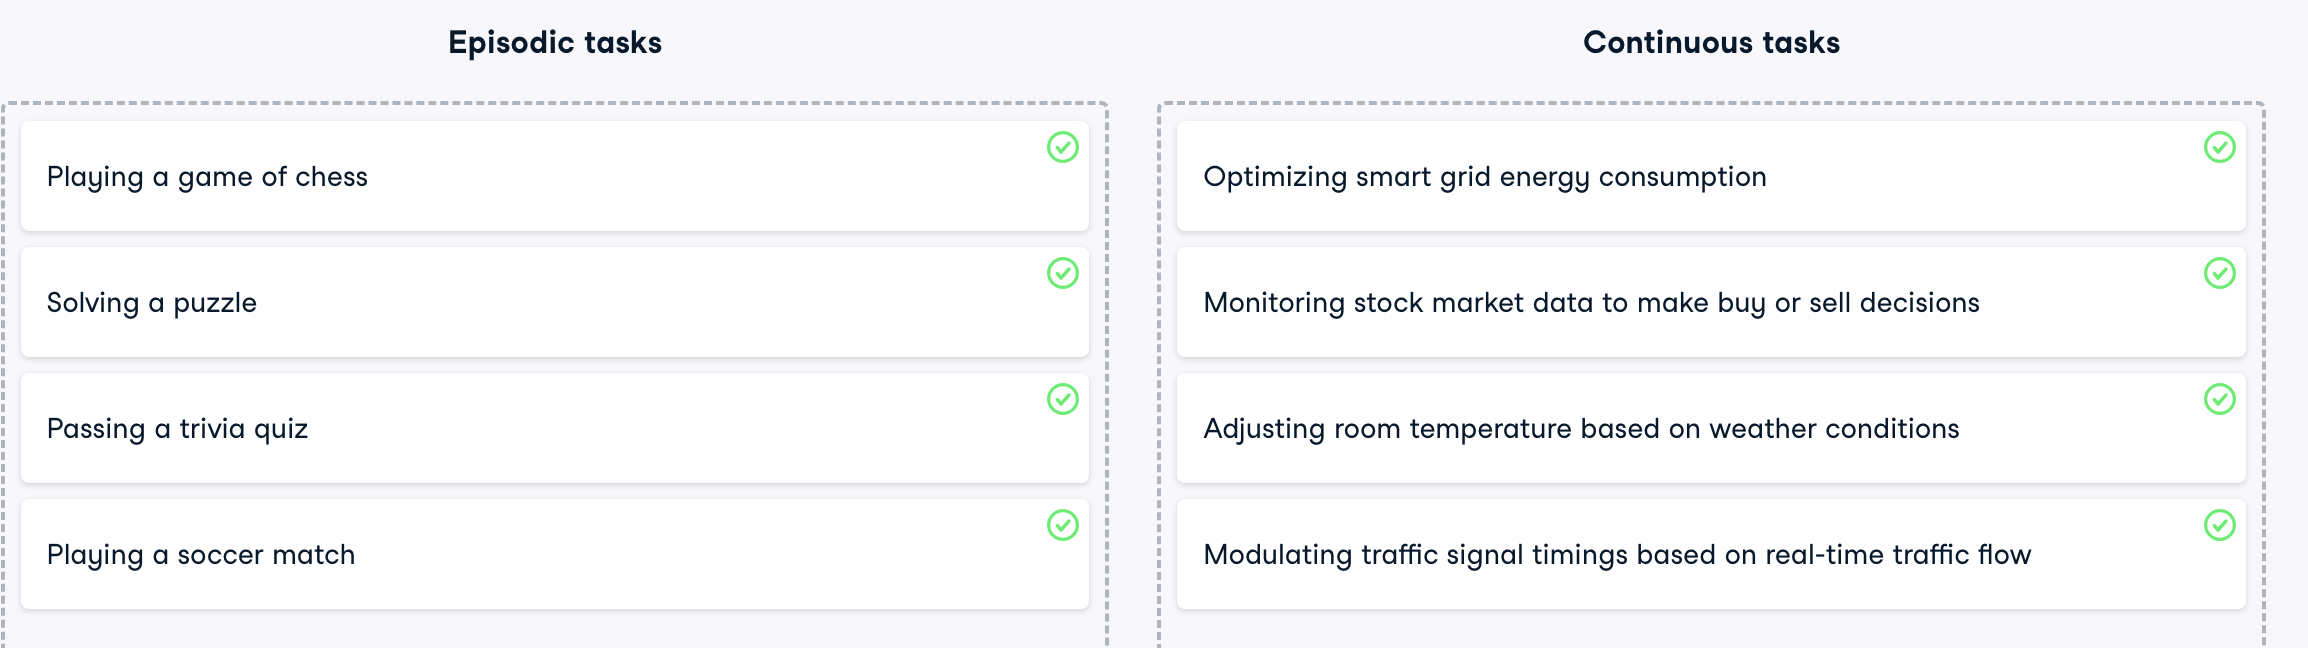 Episodic tasks
Playing a game of chess
Solving a puzzle
Passing a trivia quiz
Playing a soccer match
Continuous tasks
Optimizing smart grid energy consumption
Monitoring stock market data to make buy or sell decisions
Adjusting room temperature based on weather conditions
Modulating traffic signal timings based on real-time traffic flow